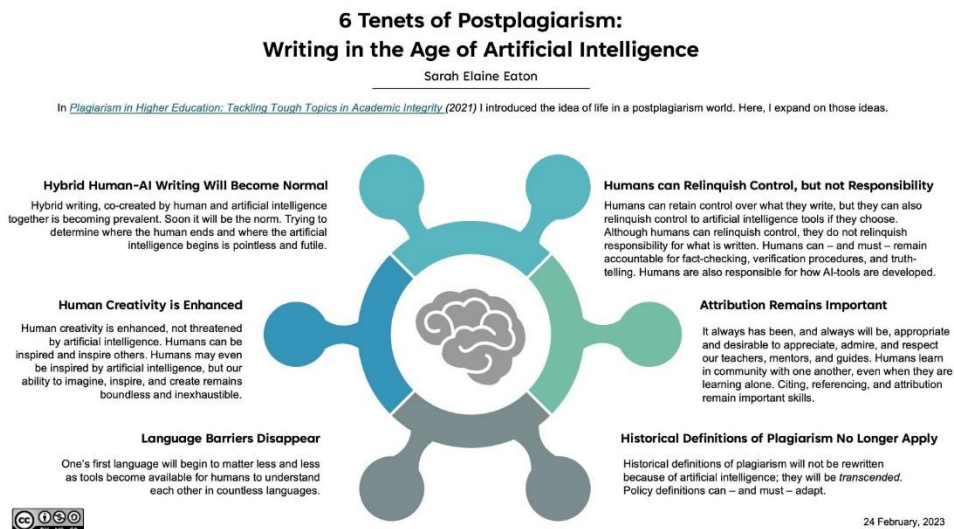 6 Tenets of Postplagiarism:
Writing in the Age of Artificial Intelligence
Sarah Elaine Eaton
In Plagiarism in Higher Education: Tackling Tough Topics in Academic Integrity (2021) I introduced the idea of life in a postplagiarism world. Here, I expand on those ideas.
Hybrid Human-AI Writing Will Become Normal
Hybrid writing, co-created by human and artificial intelligence
together is becoming prevalent. Soon it will be the norm. Trying to
determine where the human ends and where the artificial
intelligence begins is pointless and futile.
Humans can Relinquish Control, but not Responsibility
Humans can retain control over what they write, but they can also
relinquish control to artificial intelligence tools if they choose.
Although humans can relinquish control, they do not relinquish
responsibility for what is written. Humans can – and must – remain
accountable for fact-checking, verification procedures, and truth-
telling. Humans are also responsible for how AI-tools are developed.
Human Creativity is Enhanced
Human creativity is enhanced, not threatened
by artificial intelligence. Humans can be
inspired and inspire others. Humans may even
be inspired by artificial intelligence, but our
ability to imagine, inspire, and create remains
boundless and inexhaustible.
Attribution Remains Important
It always has been, and always will be, appropriate
and desirable to appreciate, admire, and respect
our teachers, mentors, and guides. Humans learn
in community with one another, even when they are
learning alone. Citing, referencing, and attribution
remain important skills.
Language Barriers Disappear
One's first language will begin to matter less and less
as tools become available for humans to understand
each other in countless languages.
Historical Definitions of Plagiarism No Longer Apply
Historical definitions of plagiarism will not be rewritten
because of artificial intelligence; they will be transcended.
Policy definitions can – and must – adapt.
cc
24 February, 2023